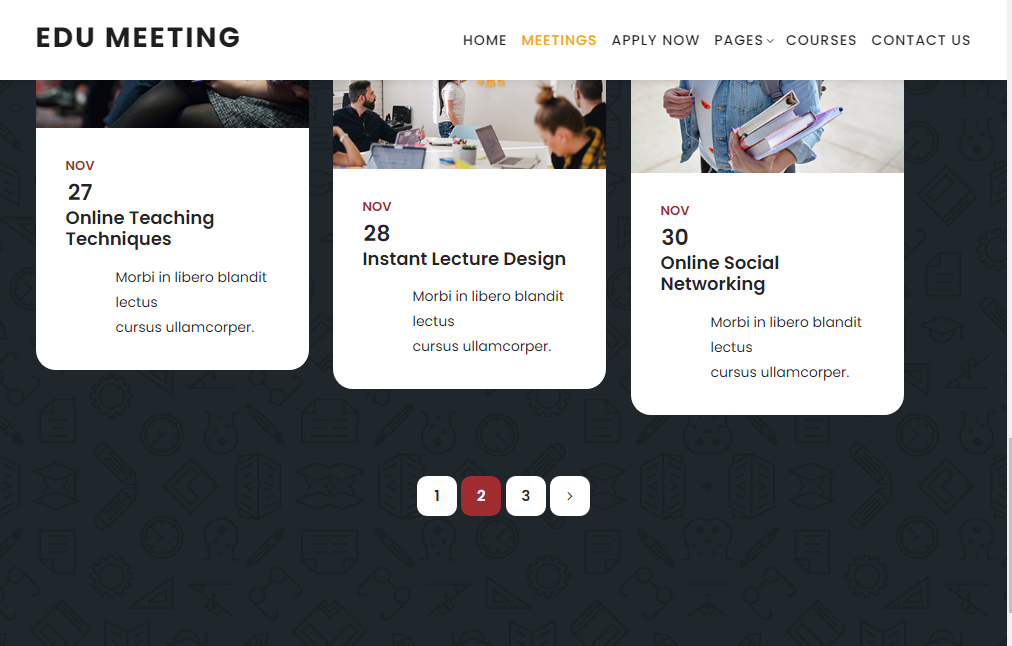 EDU MEETING
HOME MEETINGS APPLY NOW PAGES COURSES CONTACT US
NOV
27
Online Teaching
Techniques
Morbi in libero blandit
lectus
cursus ullamcorper.
NOV
28
Instant Lecture Design
Morbi in libero blandit
lectus
cursus ullamcorper.
NOV
30
Online Social
Networking
Morbi in libero blandit
lectus
cursus ullamcorper.
1 2 3 >